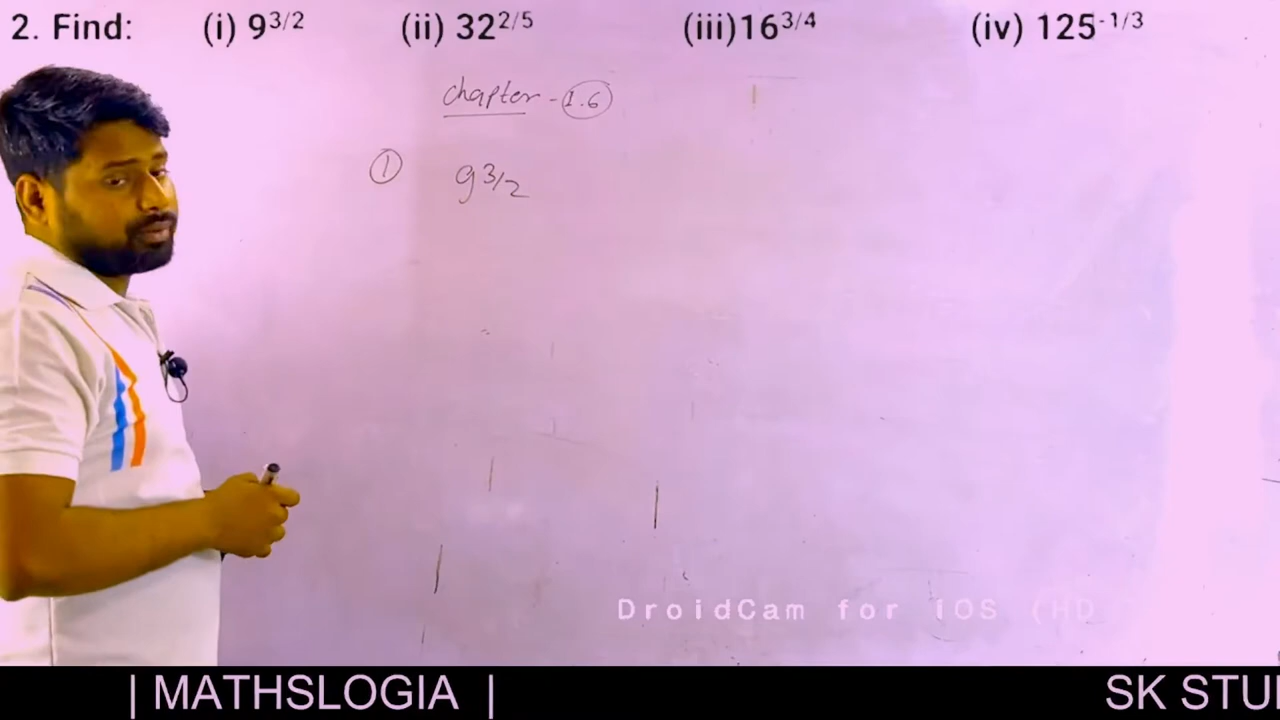 2. Find: (i) 9^3/2 (ii) 32^2/5 (iii)16^3/4 (iv) 125^-1/3
Chapter - 1.6
1 9^3/2
DroidCam for iOS (HD
| MATHSLOGIA | SK STU